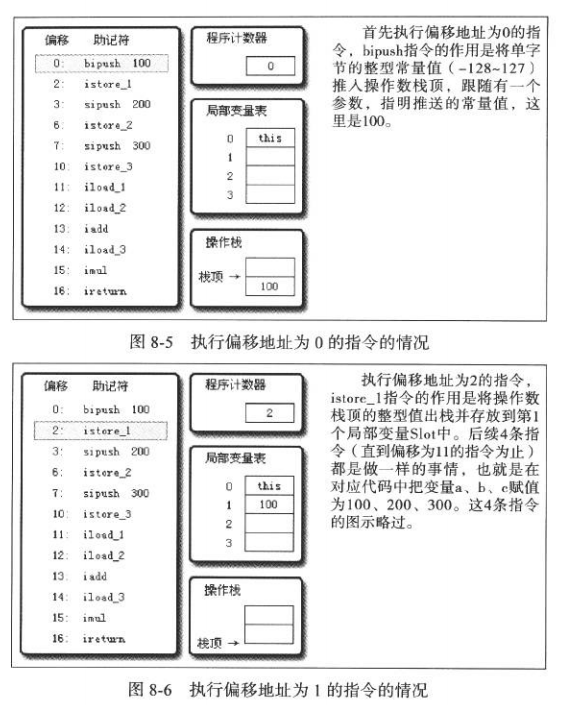 偏移 助记符
0: bipush 100
2: istore_1
3: sipush 200
6: istore_2
7: sipush 300
10: istore_3
11: iload_1
12: iload_2
13: iadd
14: iload_3
15: imul
16: ireturn
程序计数器
0
局部变量表
0 this
1
2
3
操作栈
栈顶 →
100
首先执行偏移地址为0的指
令，bipush指令的作用是将单字
节的整型常量值（-128~127）
推入操作数栈顶，跟随有一个
参数，指明推送的常量值，这
里是100。
图 8-5 执行偏移地址为 0 的指令的情况
偏移 助记符
0: bipush 100
2: istore_1
3: sipush 200
6: istore_2
7: sipush 300
10: istore_3
11: iload_1
12: iload_2
13: iadd
14: iload_3
15: imul
16: ireturn
程序计数器
2
局部变量表
0 this
1 100
2
3
操作栈
栈顶 →
执行偏移地址为2的指令，
istore_1指令的作用是将操作数
栈顶的整型值出栈并存放到第1
个局部变量Slot中。后续4条指
令（直到偏移为11的指令为止）
都是做一样的事情，也就是在
对应代码中把变量a、b、c赋值
为100、200、300。这4条指令
的图示略过。
图 8-6 执行偏移地址为 1 的指令的情况